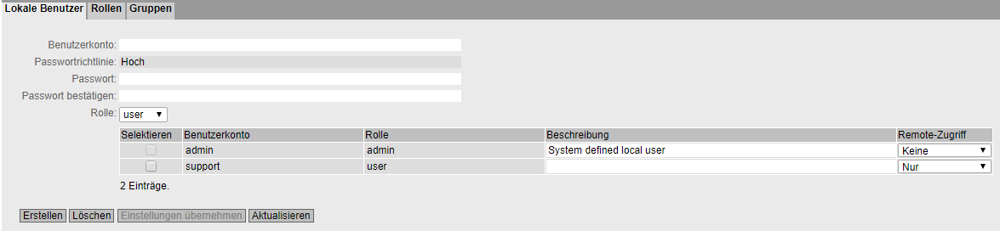 Lokale Benutzer Rollen Gruppen
Benutzerkonto:
Passwortrichtlinie: Hoch
Passwort:
Passwort bestätigen:
Rolle: user
Selektieren Benutzerkonto Rolle Beschreibung Remote-Zugriff
admin admin System defined local user Keine
support user Nur
2 Einträge.
Erstellen Löschen Einstellungen übernehmen Aktualisieren